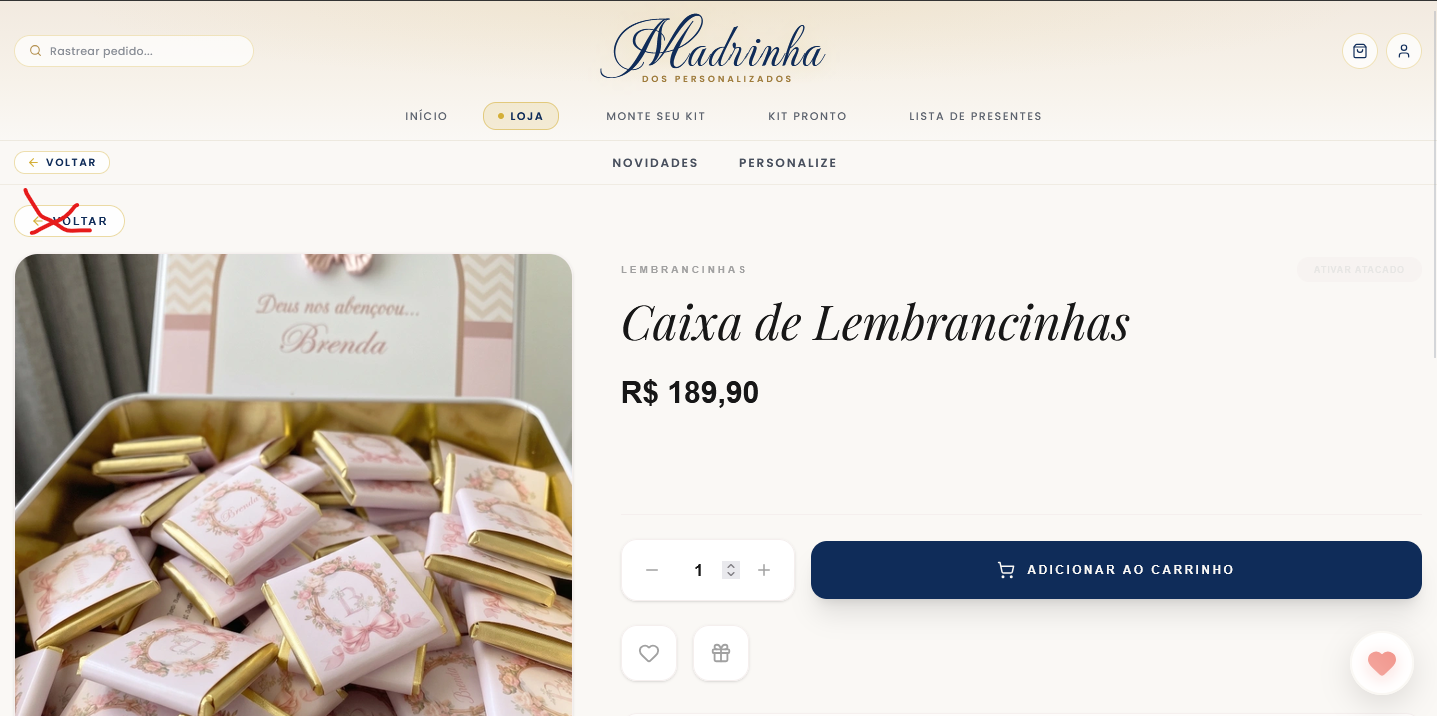 Rastrear pedido...
Madrinha
DOS PERSONALIZADOS
INÍCIO
LOJA
MONTE SEU KIT
KIT PRONTO
LISTA DE PRESENTES
VOLTAR
NOVIDADES
PERSONALIZE
VOLTAR
Deus nos abençoou...
Brenda
Brenda
LEMBRANCINHAS
ATIVAR ATACADO
Caixa de Lembrancinhas
R$ 189,90
1
ADICIONAR AO CARRINHO